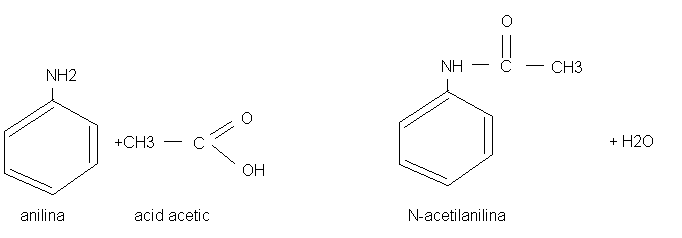 O
NH2
NH C CH3
+CH3 C O
OH
+ H2O
anilina acid acetic N-acetilanilina